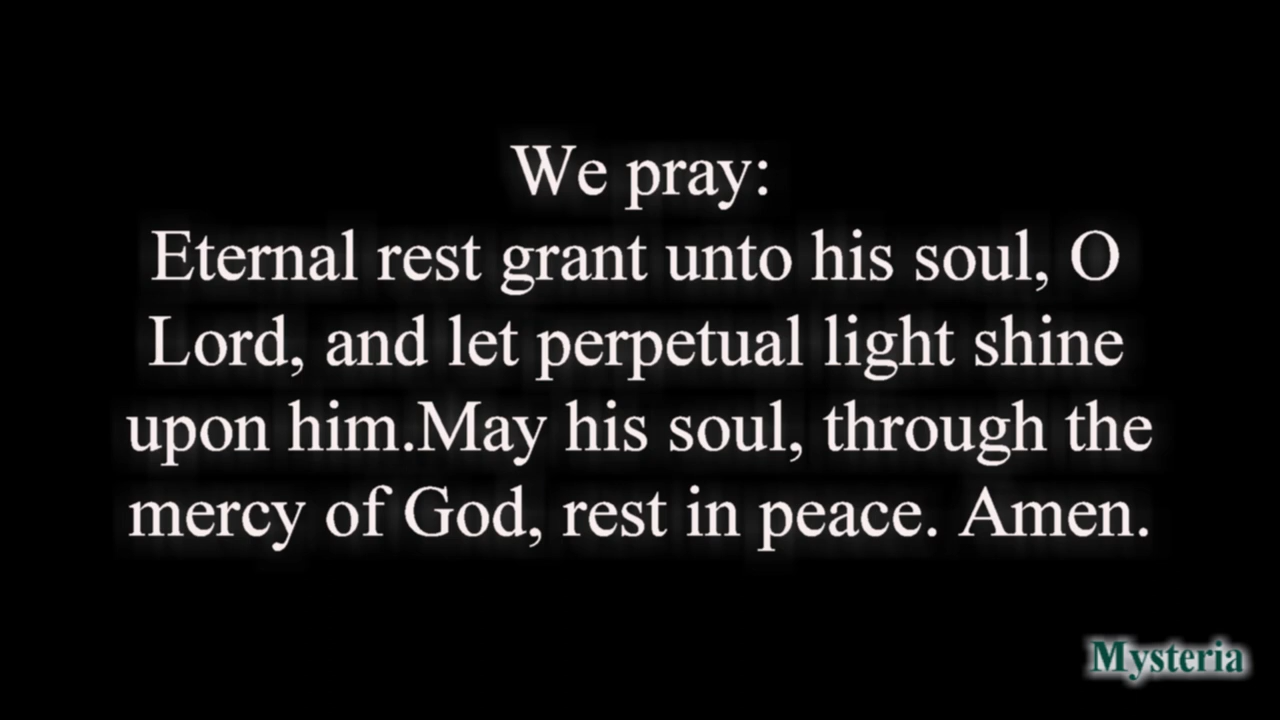 We pray:
Eternal rest grant unto his soul, O
Lord, and let perpetual light shine
upon him.May his soul, through the
mercy of God, rest in peace. Amen.
Mysteria